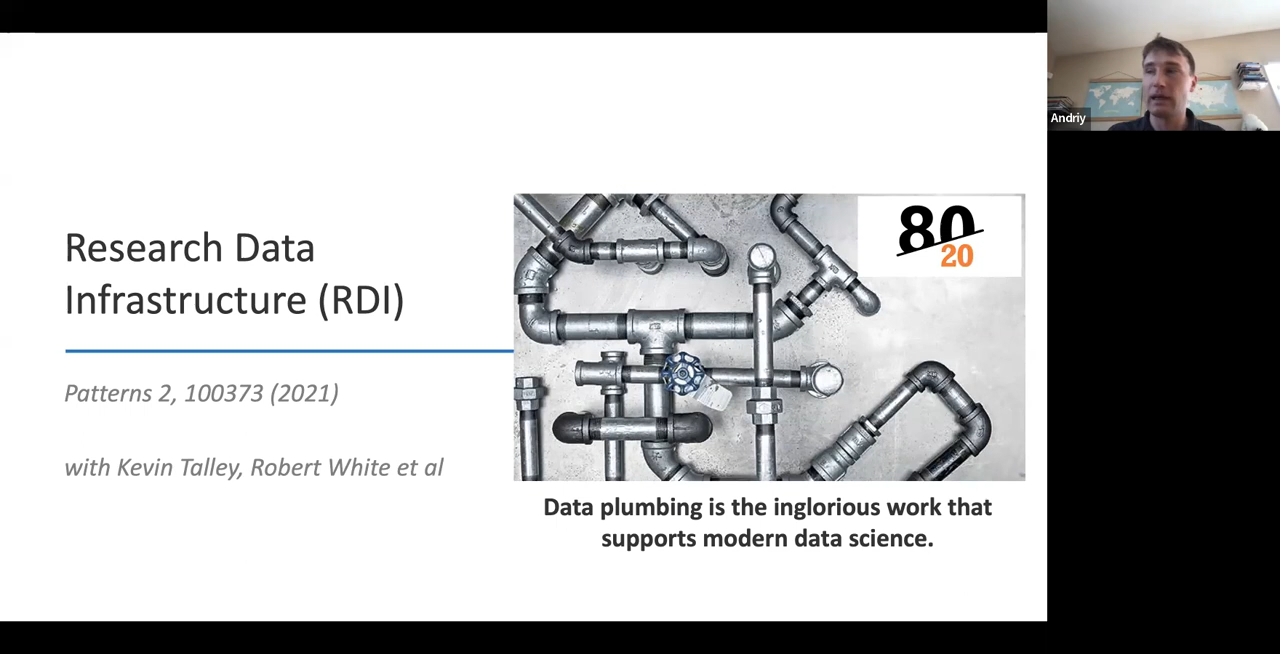 Research Data
Infrastructure (RDI)
Patterns 2, 100373 (2021)
with Kevin Talley, Robert White et al
80
20
Data plumbing is the inglorious work that
supports modern data science.
Andriy